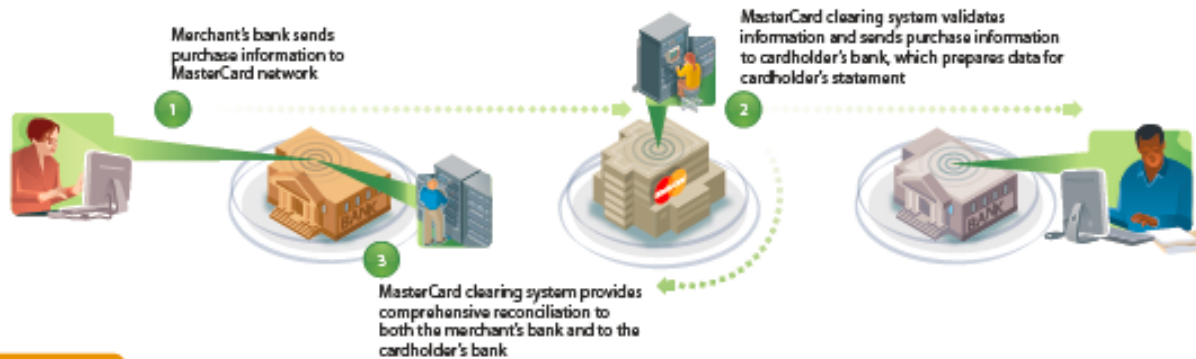 Merchant's bank sends
purchase information to
MasterCard network
1
MasterCard clearing system validates
information and sends purchase information
to cardholder's bank, which prepares data for
cardholder's statement
2
BANK
BANK
3
MasterCard clearing system provides
comprehensive reconciliation to
both the merchant's bank and to the
cardholder's bank